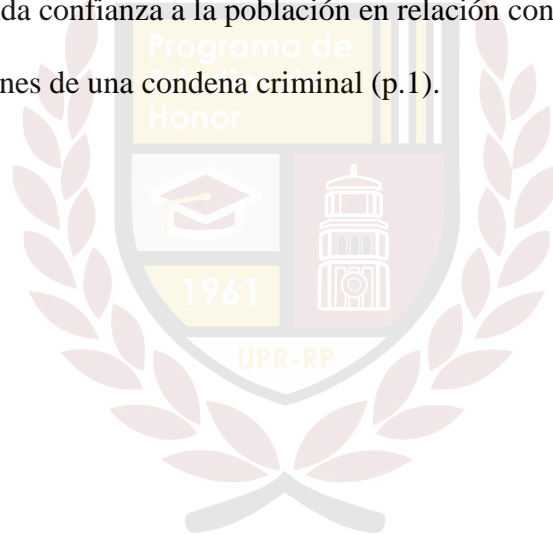 da confianza a la población en relación con
nes de una condena criminal (p.1).
Programa de
Honor
1961
UPR-RP